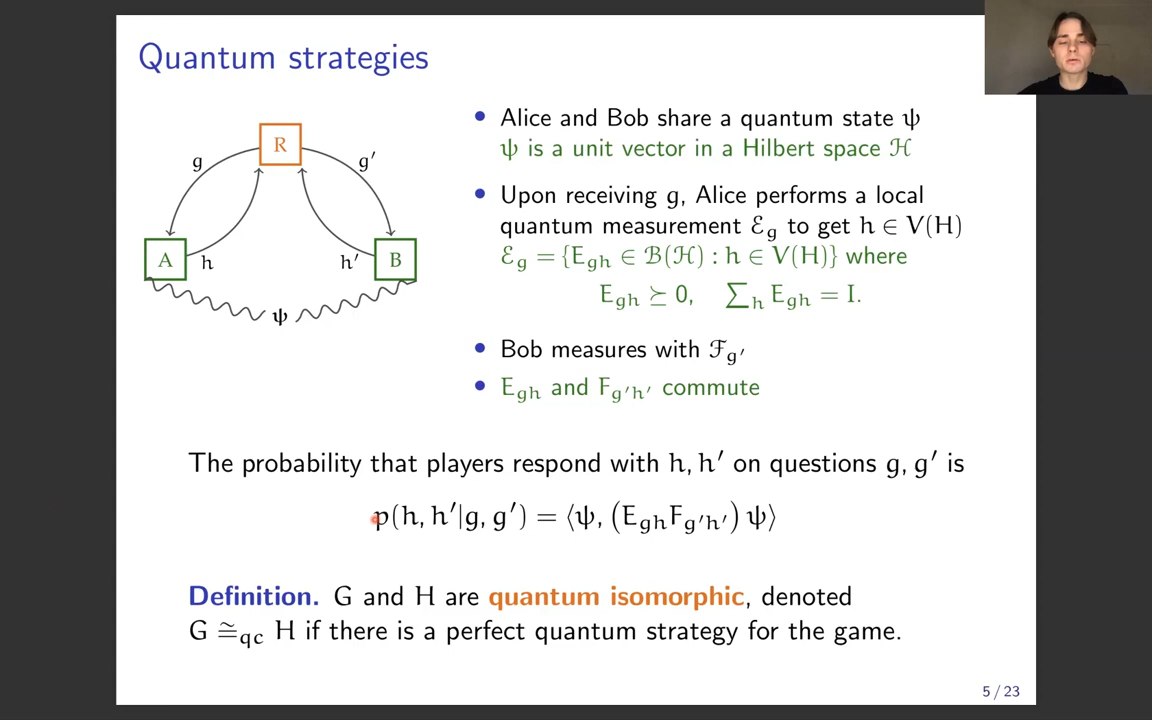 Quantum strategies
R
g
g′
A
h
h′
B
ψ
• Alice and Bob share a quantum state ψ
ψ is a unit vector in a Hilbert space ℋ
• Upon receiving g, Alice performs a local
quantum measurement ℰ_g to get h ∈ V(H)
ℰ_g = {E_gh ∈ ℬ(ℋ) : h ∈ V(H)} where
E_gh ⪰ 0, ∑_h E_gh = I.
• Bob measures with ℱ_g′
• E_gh and F_g′h′ commute
The probability that players respond with h, h′ on questions g, g′ is
p(h, h′|g, g′) = ⟨ψ, (E_gh F_g′h′) ψ⟩
Definition. G and H are quantum isomorphic, denoted
G ≅_qc H if there is a perfect quantum strategy for the game.
5 / 23